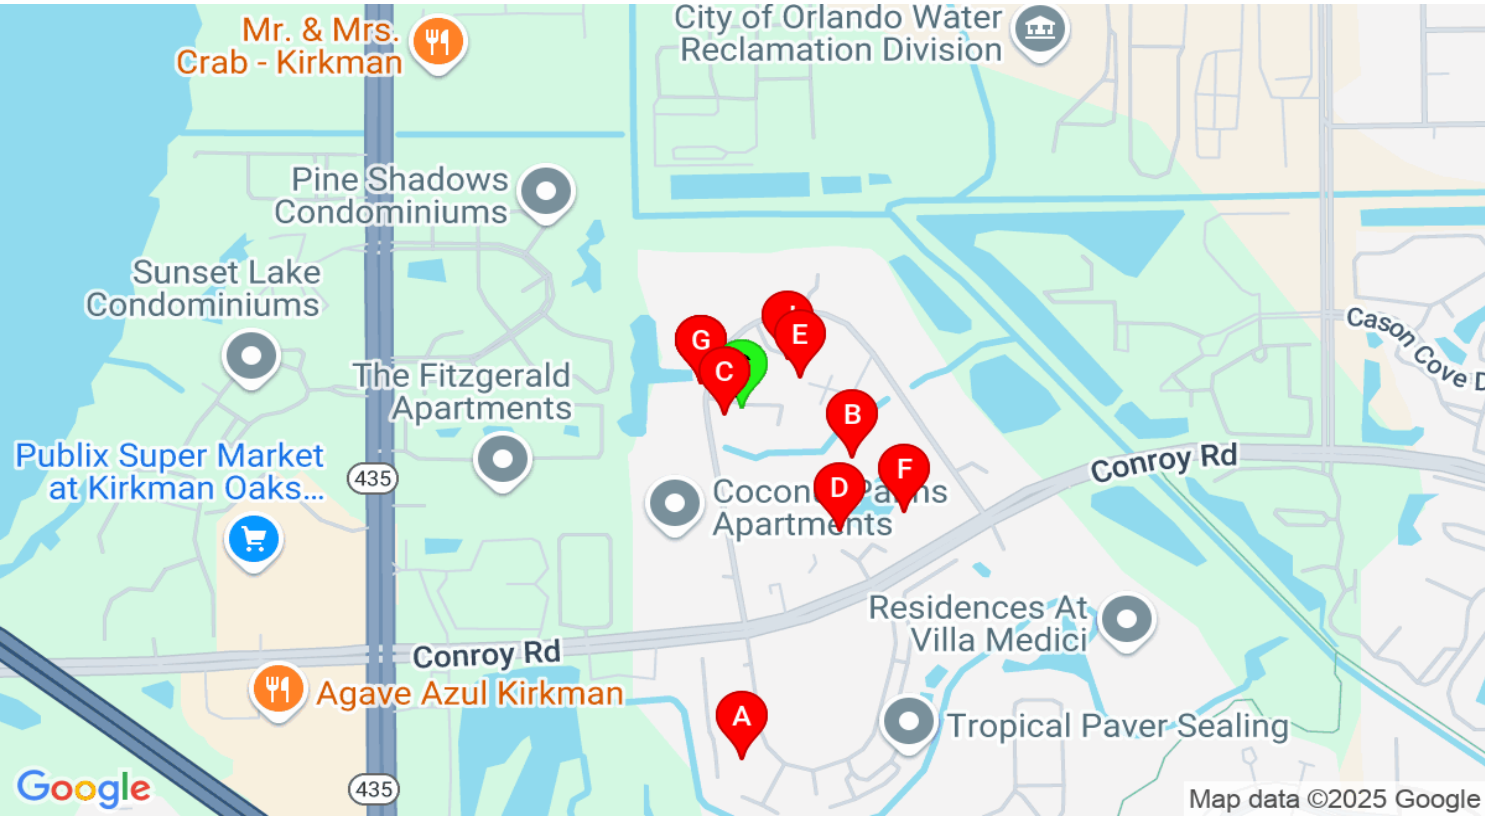 Mr. & Mrs.
Crab - Kirkman
City of Orlando Water
Reclamation Division
Pine Shadows
Condominiums
Sunset Lake
Condominiums
G
C
E
The Fitzgerald
Apartments
Cason Cove D
B
Publix Super Market
at Kirkman Oaks...
435
Conroy Rd
F
D
Coconut Palms
Apartments
Residences At
Villa Medici
Conroy Rd
Agave Azul Kirkman
A
Tropical Paver Sealing
Google
435
Map data ©2025 Google